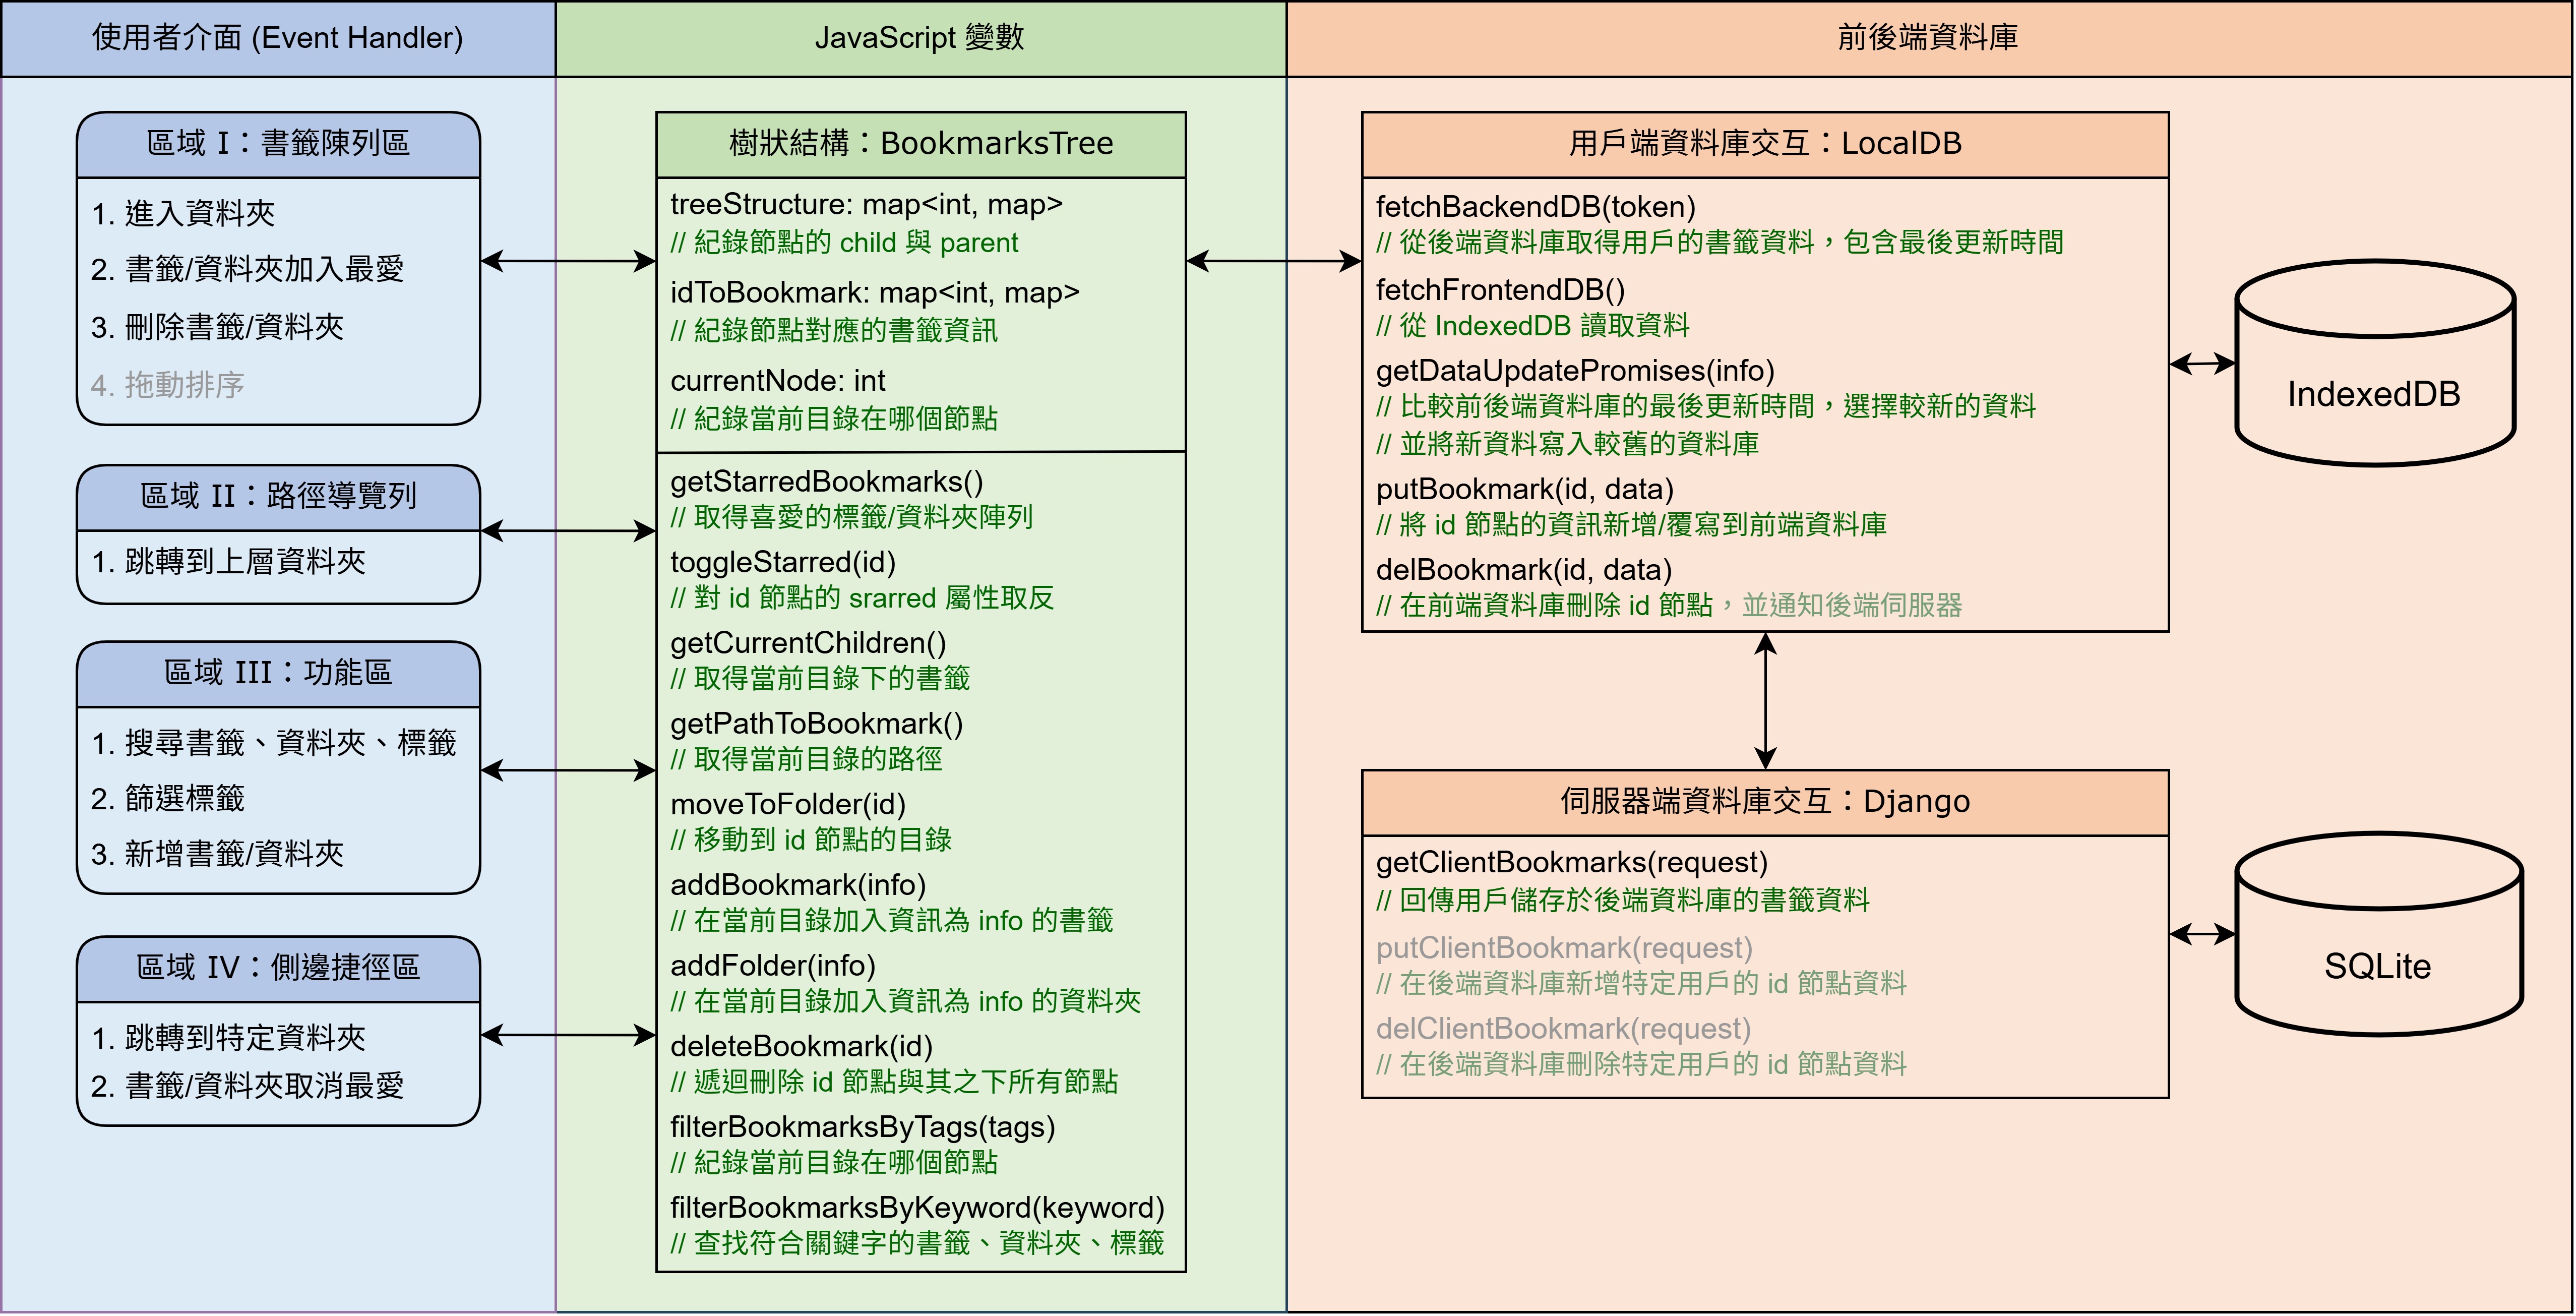 使用者介面 (Event Handler)
JavaScript 變數
前後端資料庫
區域 I：書籤陳列區
1. 進入資料夾
2. 書籤/資料夾加入最愛
3. 刪除書籤/資料夾
4. 拖動排序
區域 II：路徑導覽列
1. 跳轉到上層資料夾
區域 III：功能區
1. 搜尋書籤、資料夾、標籤
2. 篩選標籤
3. 新增書籤/資料夾
區域 IV：側邊捷徑區
1. 跳轉到特定資料夾
2. 書籤/資料夾取消最愛
樹狀結構：BookmarksTree
treeStructure: map<int, map>
// 紀錄節點的 child 與 parent
idToBookmark: map<int, map>
// 紀錄節點對應的書籤資訊
currentNode: int
// 紀錄當前目錄在哪個節點
getStarredBookmarks()
// 取得喜愛的標籤/資料夾陣列
toggleStarred(id)
// 對 id 節點的 srarred 屬性取反
getCurrentChildren()
// 取得當前目錄下的書籤
getPathToBookmark()
// 取得當前目錄的路徑
moveToFolder(id)
// 移動到 id 節點的目錄
addBookmark(info)
// 在當前目錄加入資訊為 info 的書籤
addFolder(info)
// 在當前目錄加入資訊為 info 的資料夾
deleteBookmark(id)
// 遞迴刪除 id 節點與其之下所有節點
filterBookmarksByTags(tags)
// 紀錄當前目錄在哪個節點
filterBookmarksByKeyword(keyword)
// 查找符合關鍵字的書籤、資料夾、標籤
用戶端資料庫交互：LocalDB
fetchBackendDB(token)
// 從後端資料庫取得用戶的書籤資料，包含最後更新時間
fetchFrontendDB()
// 從 IndexedDB 讀取資料
getDataUpdatePromises(info)
// 比較前後端資料庫的最後更新時間，選擇較新的資料
// 並將新資料寫入較舊的資料庫
putBookmark(id, data)
// 將 id 節點的資訊新增/覆寫到前端資料庫
delBookmark(id, data)
// 在前端資料庫刪除 id 節點，並通知後端伺服器
IndexedDB
伺服器端資料庫交互：Django
getClientBookmarks(request)
// 回傳用戶儲存於後端資料庫的書籤資料
putClientBookmark(request)
// 在後端資料庫新增特定用戶的 id 節點資料
delClientBookmark(request)
// 在後端資料庫刪除特定用戶的 id 節點資料
SQLite